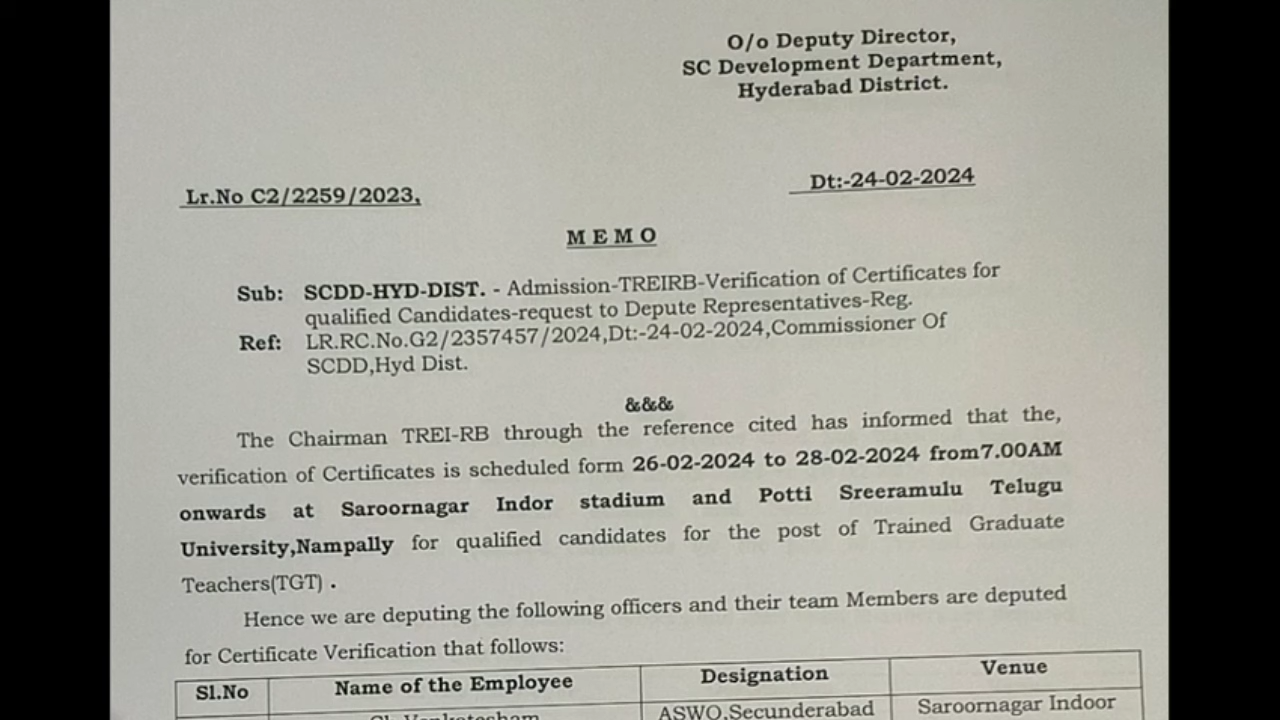 O/o Deputy Director,
SC Development Department,
Hyderabad District.
Lr.No C2/2259/2023,
Dt:-24-02-2024
M E M O
Sub: SCDD-HYD-DIST. - Admission-TREIRB-Verification of Certificates for
qualified Candidates-request to Depute Representatives-Reg.
Ref: LR.RC.No.G2/2357457/2024,Dt:-24-02-2024,Commissioner Of
SCDD,Hyd Dist.
&&&
The Chairman TREI-RB through the reference cited has informed that the,
verification of Certificates is scheduled form 26-02-2024 to 28-02-2024 from7.00AM
onwards at Saroornagar Indor stadium and Potti Sreeramulu Telugu
University,Nampally for qualified candidates for the post of Trained Graduate
Teachers(TGT) .
Hence we are deputing the following officers and their team Members are deputed
for Certificate Verification that follows:
Sl.No Name of the Employee Designation Venue
ASWO,Secunderabad Saroornagar Indoor